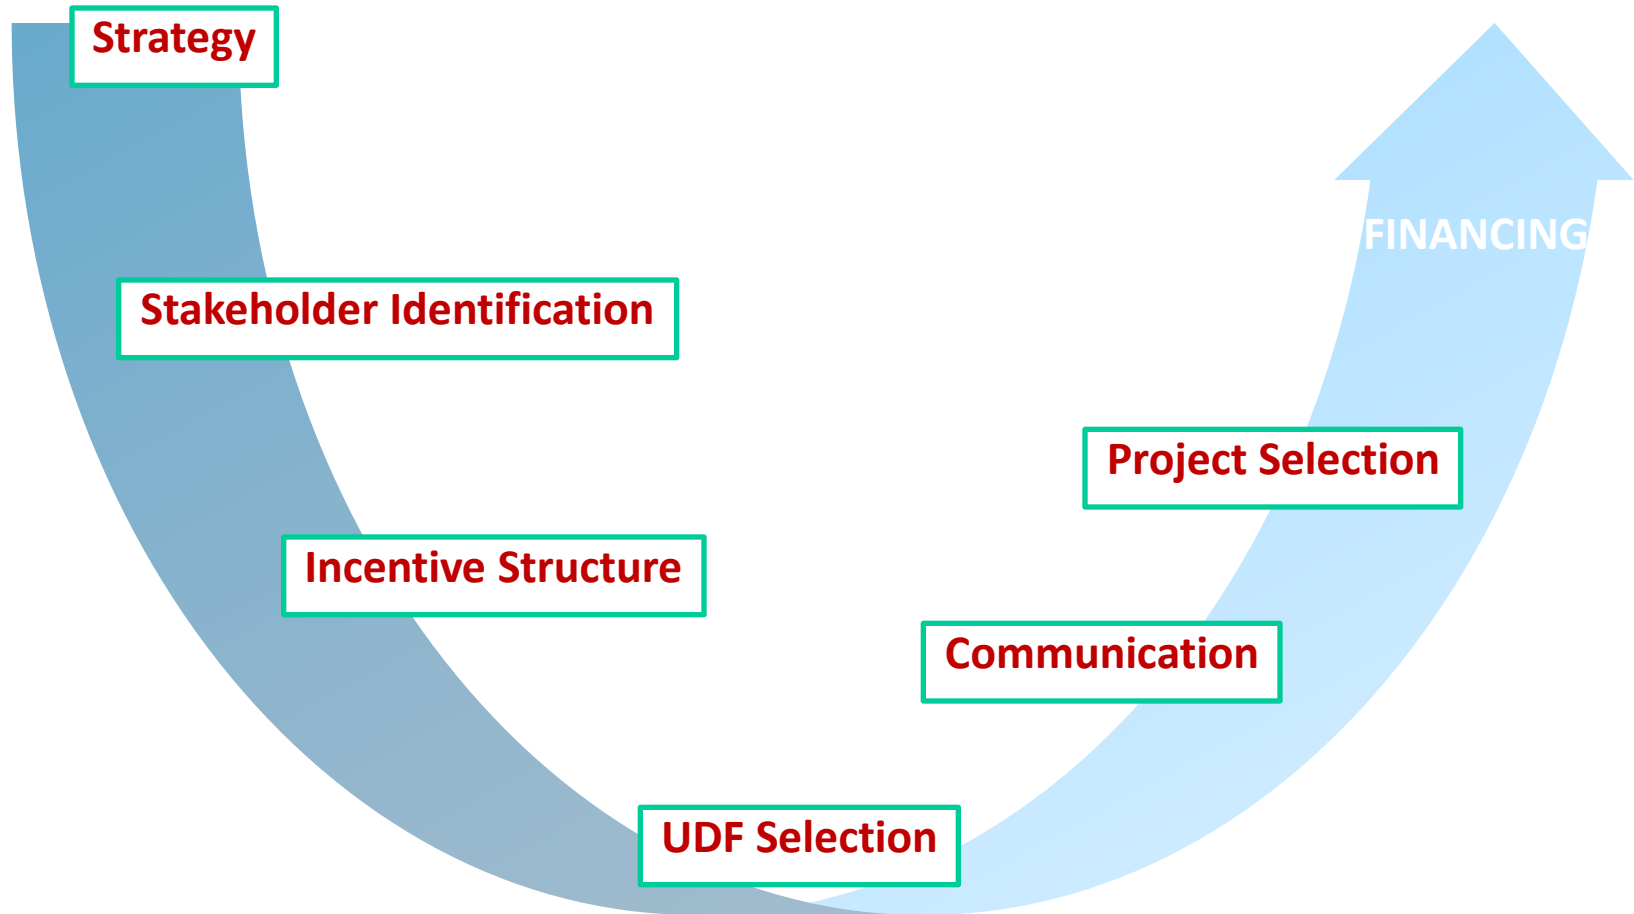 Strategy
FINANCING
Stakeholder Identification
Project Selection
Incentive Structure
Communication
UDF Selection